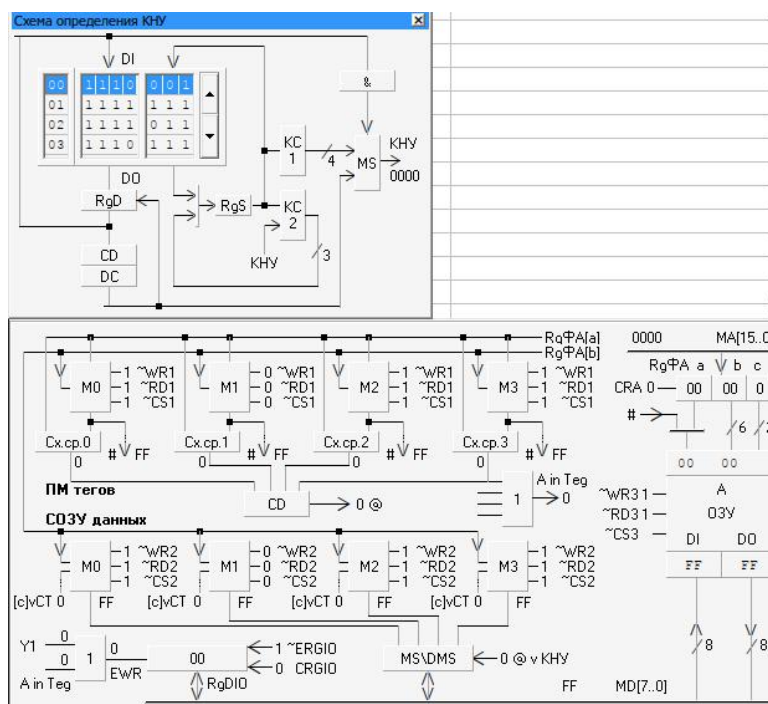 Схема определения КНУ
DI
00 1 1 1 0 0 0 1
01 1 1 1 1 1 1 1
02 1 1 1 1 0 1 1
03 1 1 1 0 1 1 1
&
КС 1
4
MS
КНУ
0000
DO
RgD
RgS
КС 2
3
КНУ
CD
DC
RgФА[a]
RgФА[b]
0000 MA[15..0
M0 1 ~WR1 M1 0 ~WR1 M2 1 ~WR1 M3 1 ~WR1
1 ~RD1 0 ~RD1 1 ~RD1 1 ~RD1
1 ~CS1 0 ~CS1 1 ~CS1 1 ~CS1
RgФА a b c
CRA 0 00 00 0
#
6
Сх.ср.0 Сх.ср.1 Сх.ср.2 Сх.ср.3
# FF # FF # FF # FF
0 0 0 0
ПМ тегов
CD 0 @
1
A in Teg
0
00 00
~WR3 1
~RD3 1
~CS3
A
ОЗУ
DI DO
FF FF
СОЗУ данных
M0 1 ~WR2 M1 0 ~WR2 M2 1 ~WR2 M3 1 ~WR2
1 ~RD2 0 ~RD2 1 ~RD2 1 ~RD2
1 ~CS2 0 ~CS2 1 ~CS2 1 ~CS2
[c]vCT 0 FF [c]vCT 0 FF [c]vCT 0 FF [c]vCT 0 FF
Y1 0
0
A in Teg
1
0
EWR
00
1 ~ERGIO
0 CRGIO
RgDIO
MS\DMS
0 @ v КНУ
8 8
FF MD[7..0]